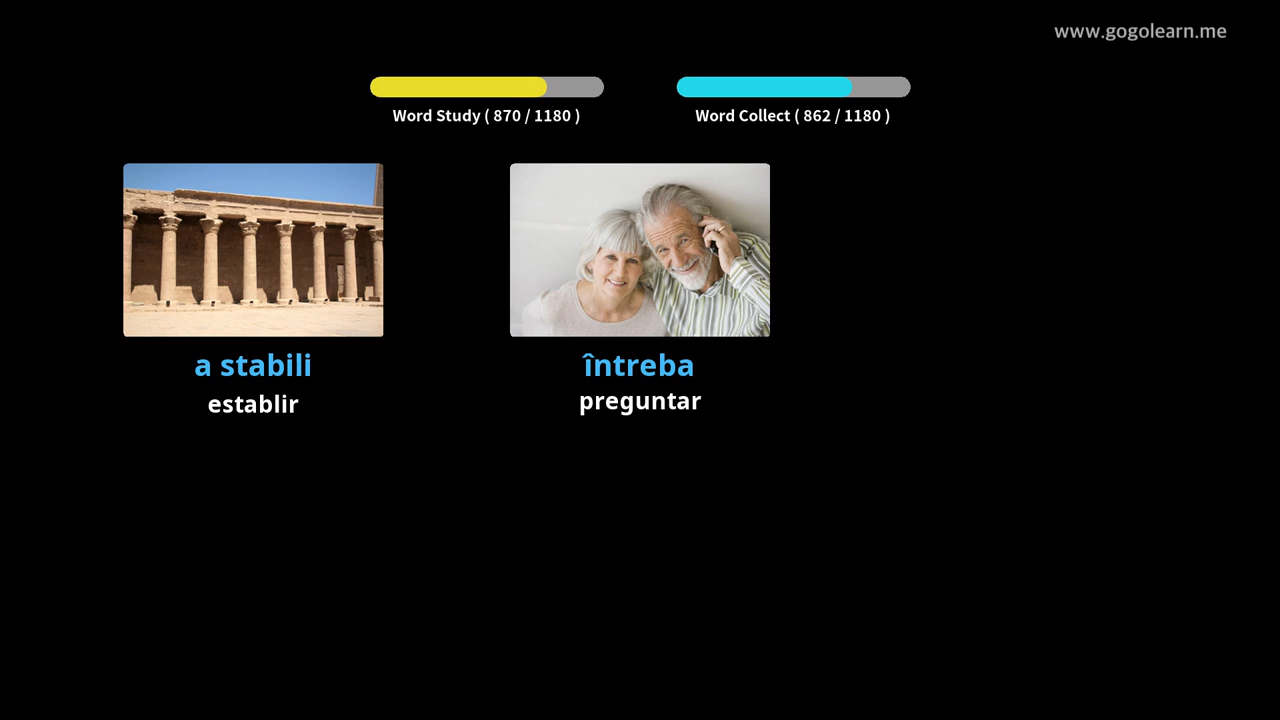 www.gogolearn.me
Word Study ( 870 / 1180 )
Word Collect ( 862 / 1180 )
a stabili
establir
întreba
preguntar